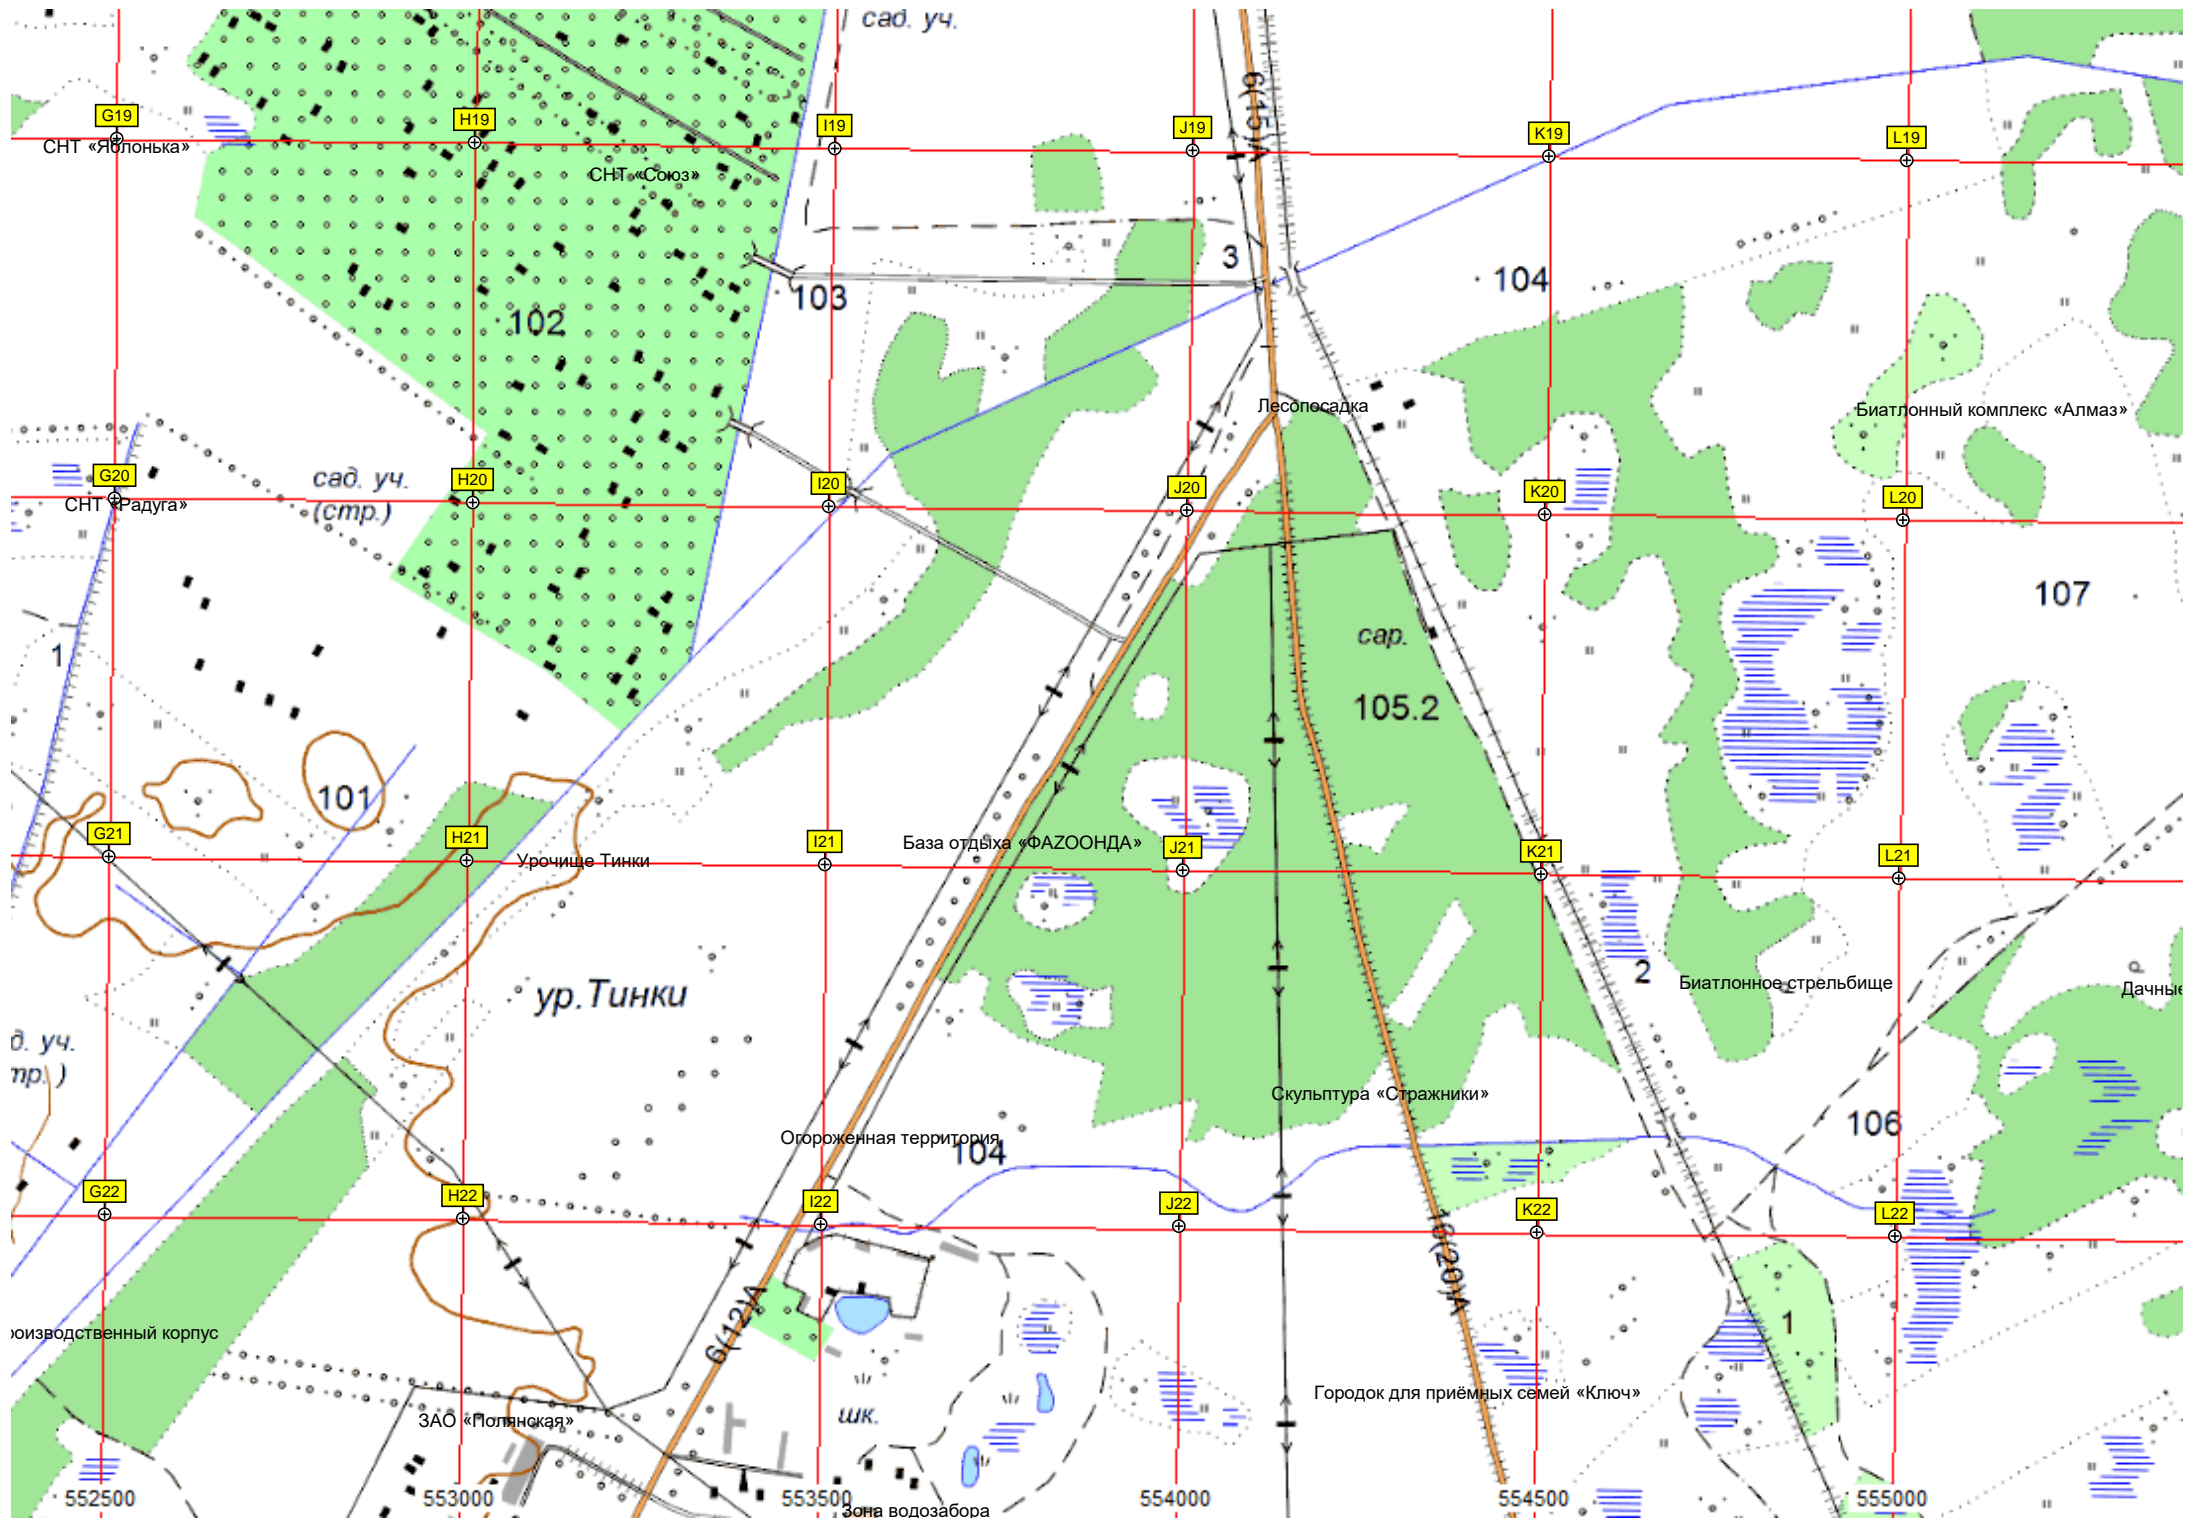 сад. уч.
6(15)А
G19
H19
I19
J19
K19
L19
СНТ «Яблонька»
СНТ «Союз»
3
103
104
102
Лесопосадка
Биатлонный комплекс «Алмаз»
G20
H20
I20
J20
K20
L20
сад. уч.
(стр.)
СНТ «Радуга»
107
1
сар.
105.2
101
G21
H21
I21
J21
K21
L21
Урочище Тинки
База отдыха «ФАZООНДА»
2
Биатлонное стрельбище
Дачные
ур.Тинки
д. уч.
тр. )
Скульптура «Стражники»
106
Огороженная территория
104
G22
H22
I22
J22
K22
L22
16(20)А
6(12)А
1
роизводственный корпус
Городок для приёмных семей «Ключ»
шк.
ЗАО «Полянская»
552500
553000
553500
554000
554500
555000
Зона водозабора